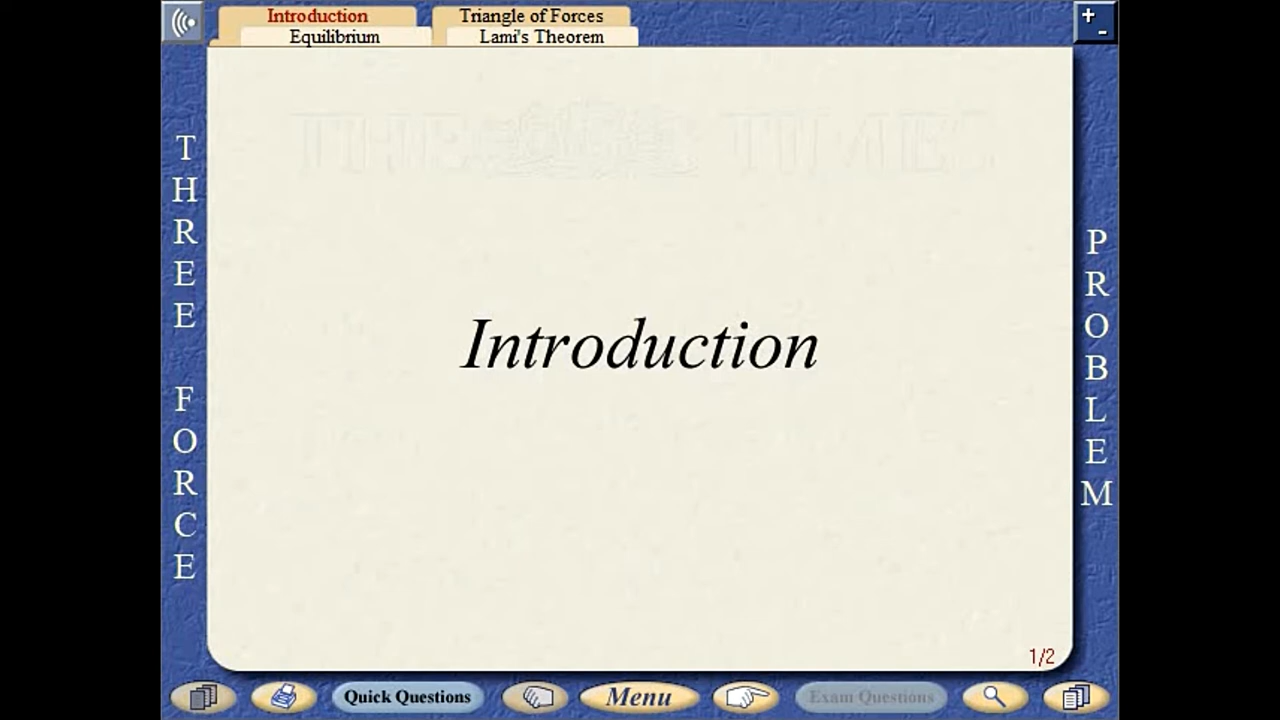 Introduction
Equilibrium
Triangle of Forces
Lami's Theorem
+
-
THREE FORCE
Introduction
PROBLEM
1/2
Quick Questions
Menu
Exam Questions